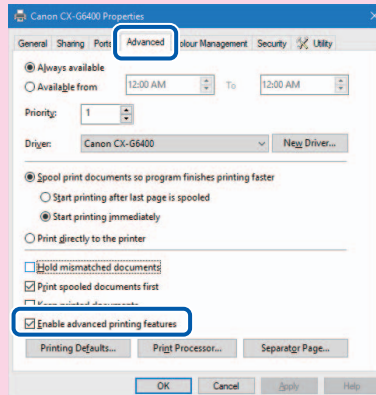 Canon CX-G6400 Properties
General Sharing Ports Advanced Colour Management Security Utility
Always available
Available from 12:00 AM To 12:00 AM
Priority: 1
Driver: Canon CX-G6400 New Driver...
Spool print documents so program finishes printing faster
Start printing after last page is spooled
Start printing immediately
Print directly to the printer
Hold mismatched documents
Print spooled documents first
Keep printed documents
Enable advanced printing features
Printing Defaults... Print Processor... Separator Page...
OK Cancel Apply Help